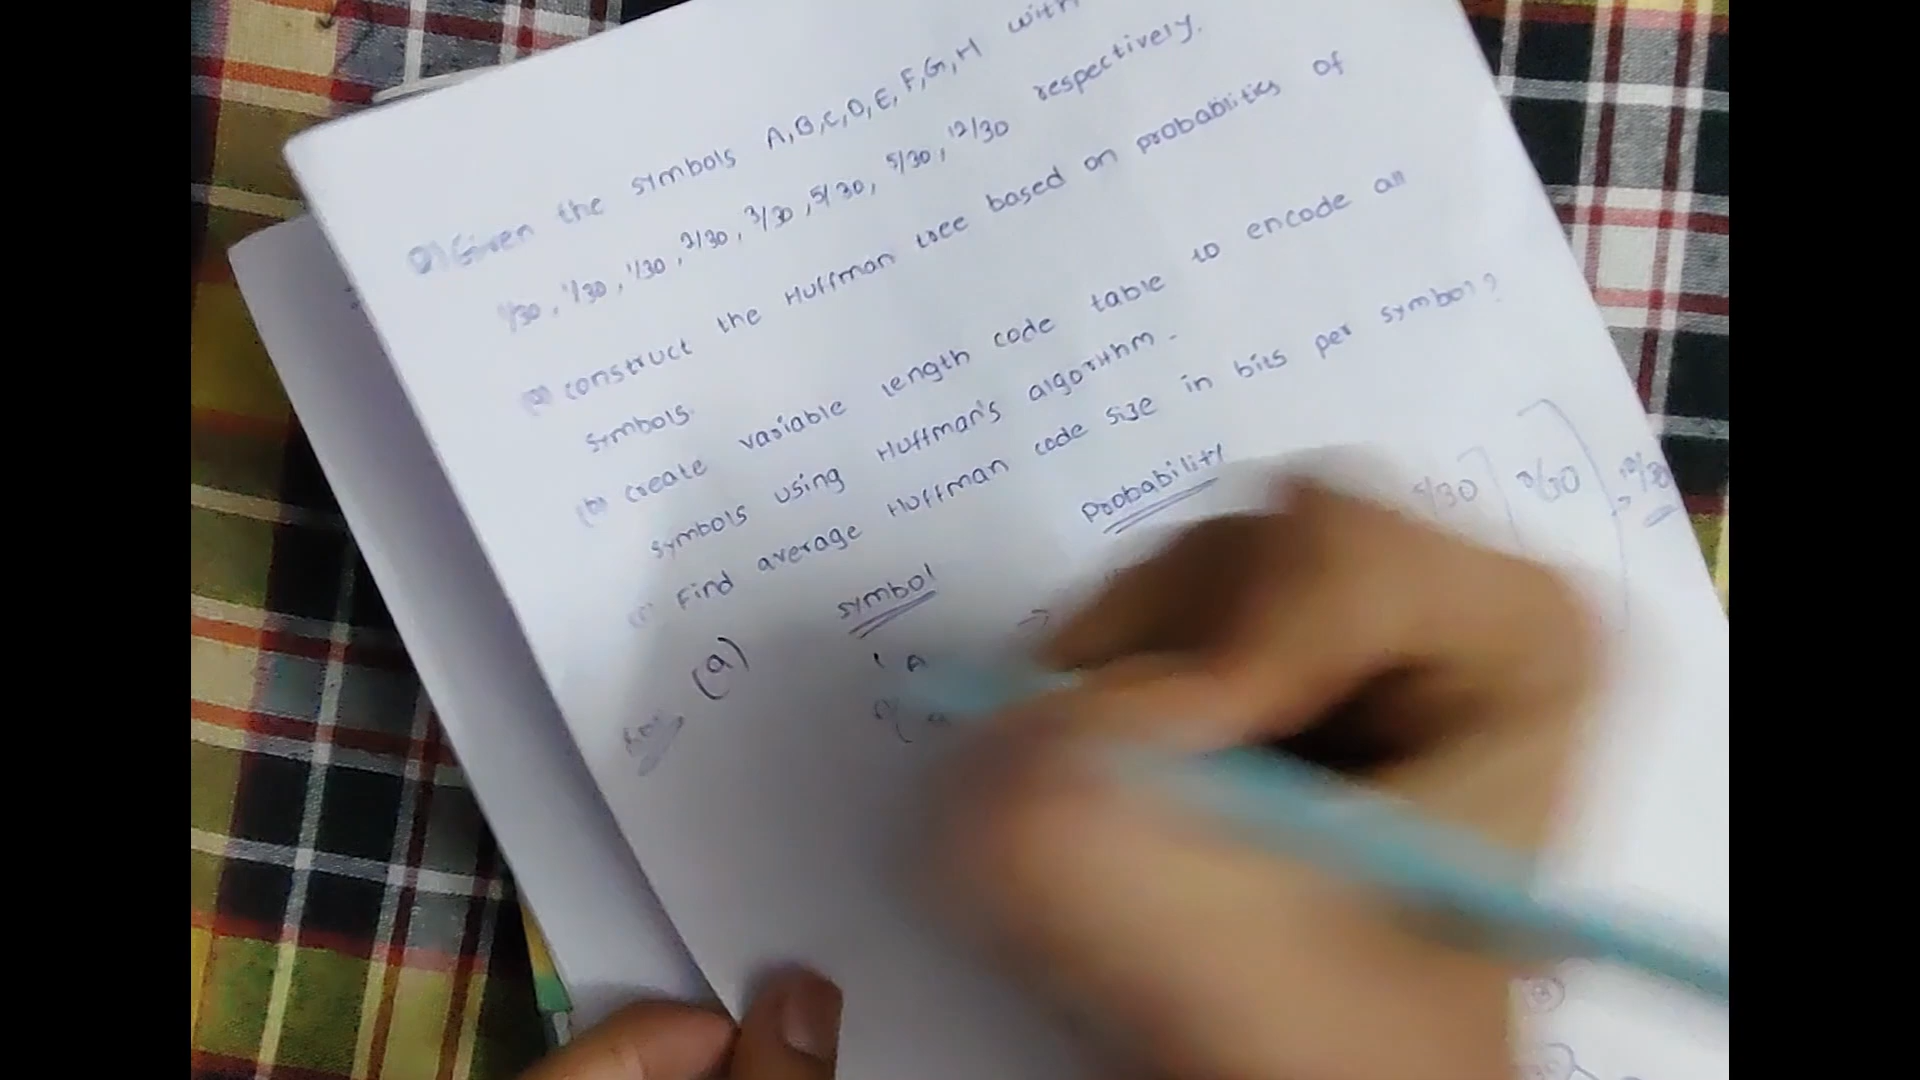 Q) Given the symbols A,B,C,D,E,F,G,H with
1/30, 1/30, 1/30, 2/30, 3/30, 5/30, 5/30, 12/30 respectively.
(a) construct the Huffman tree based on probabilities of
symbols.
(b) create variable length code table to encode all
symbols using Huffman's algorithm.
(c) Find average Huffman code size in bits per symbol?
(a) symbol Probability
A
5/30